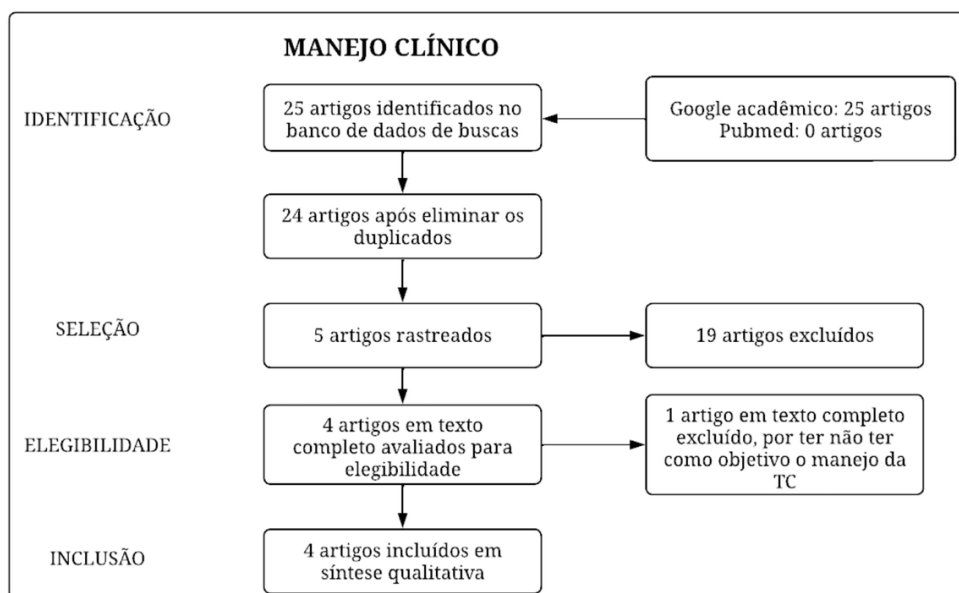 MANEJO CLÍNICO
IDENTIFICAÇÃO
25 artigos identificados no
banco de dados de buscas
Google acadêmico: 25 artigos
Pubmed: 0 artigos
24 artigos após eliminar os
duplicados
SELEÇÃO
5 artigos rastreados
19 artigos excluídos
ELEGIBILIDADE
4 artigos em texto
completo avaliados para
elegibilidade
1 artigo em texto completo
excluído, por ter não ter
como objetivo o manejo da
TC
INCLUSÃO
4 artigos incluídos em
síntese qualitativa